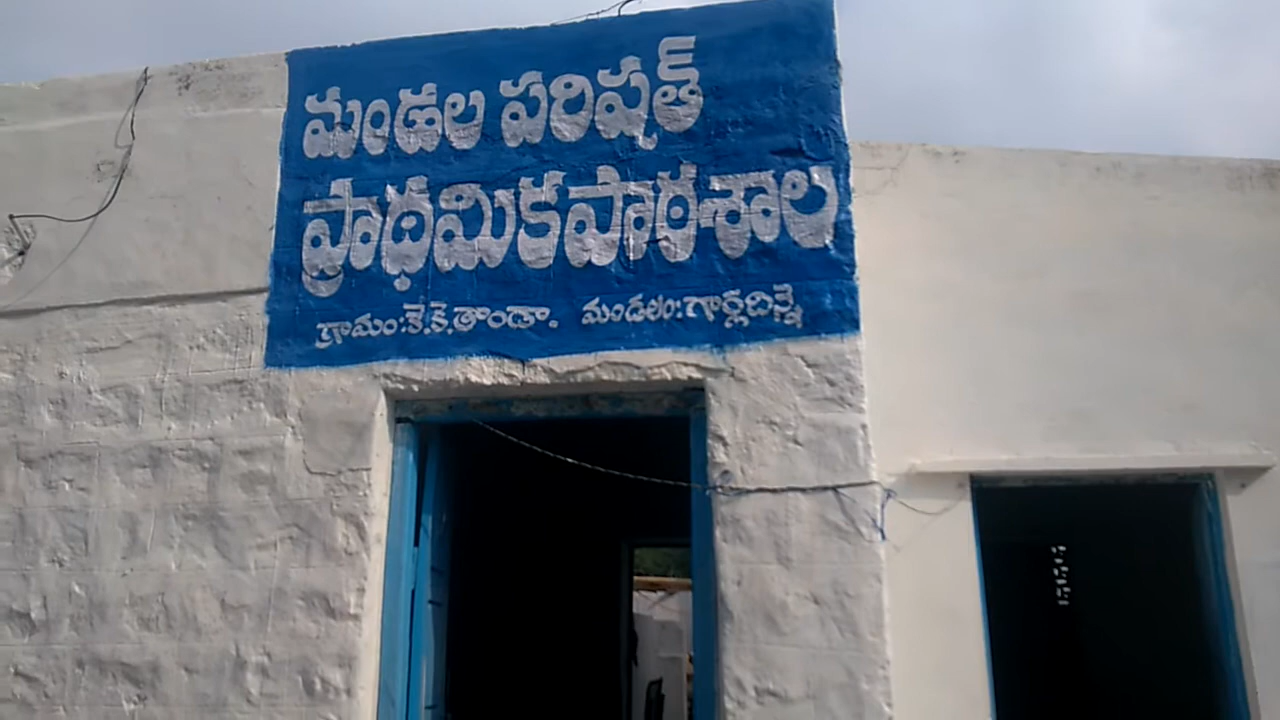 మండల పరిషత్
ప్రాథమికపాఠశాల
గ్రామం:కే.కె.తాండా. మండలం:గార్లదిన్నె